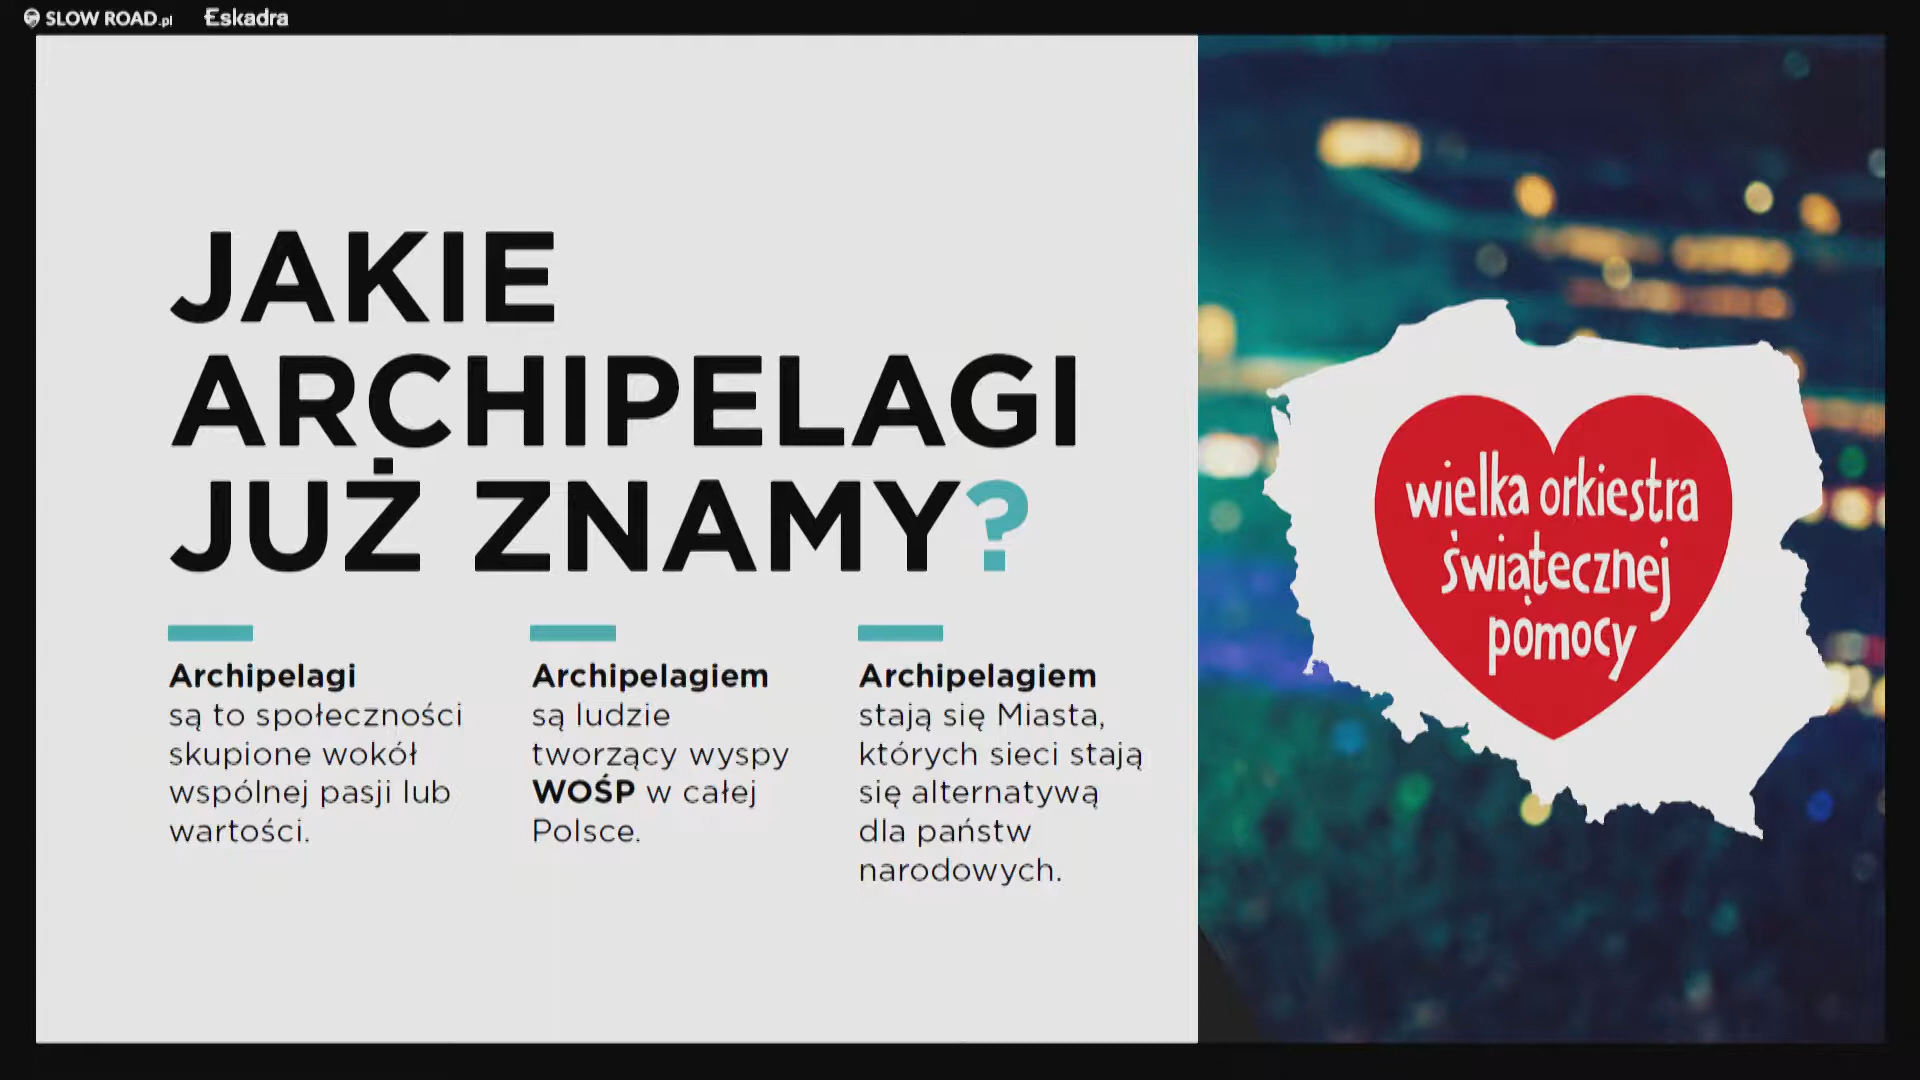 SLOW ROAD.pl Eskadra
JAKIE
ARCHIPELAGI
JUŻ ZNAMY?
Archipelagi
są to społeczności
skupione wokół
wspólnej pasji lub
wartości.
Archipelagiem
są ludzie
tworzący wyspy
WOŚP w całej
Polsce.
Archipelagiem
stają się Miasta,
których sieci stają
się alternatywą
dla państw
narodowych.
wielka orkiestra
świątecznej
pomocy